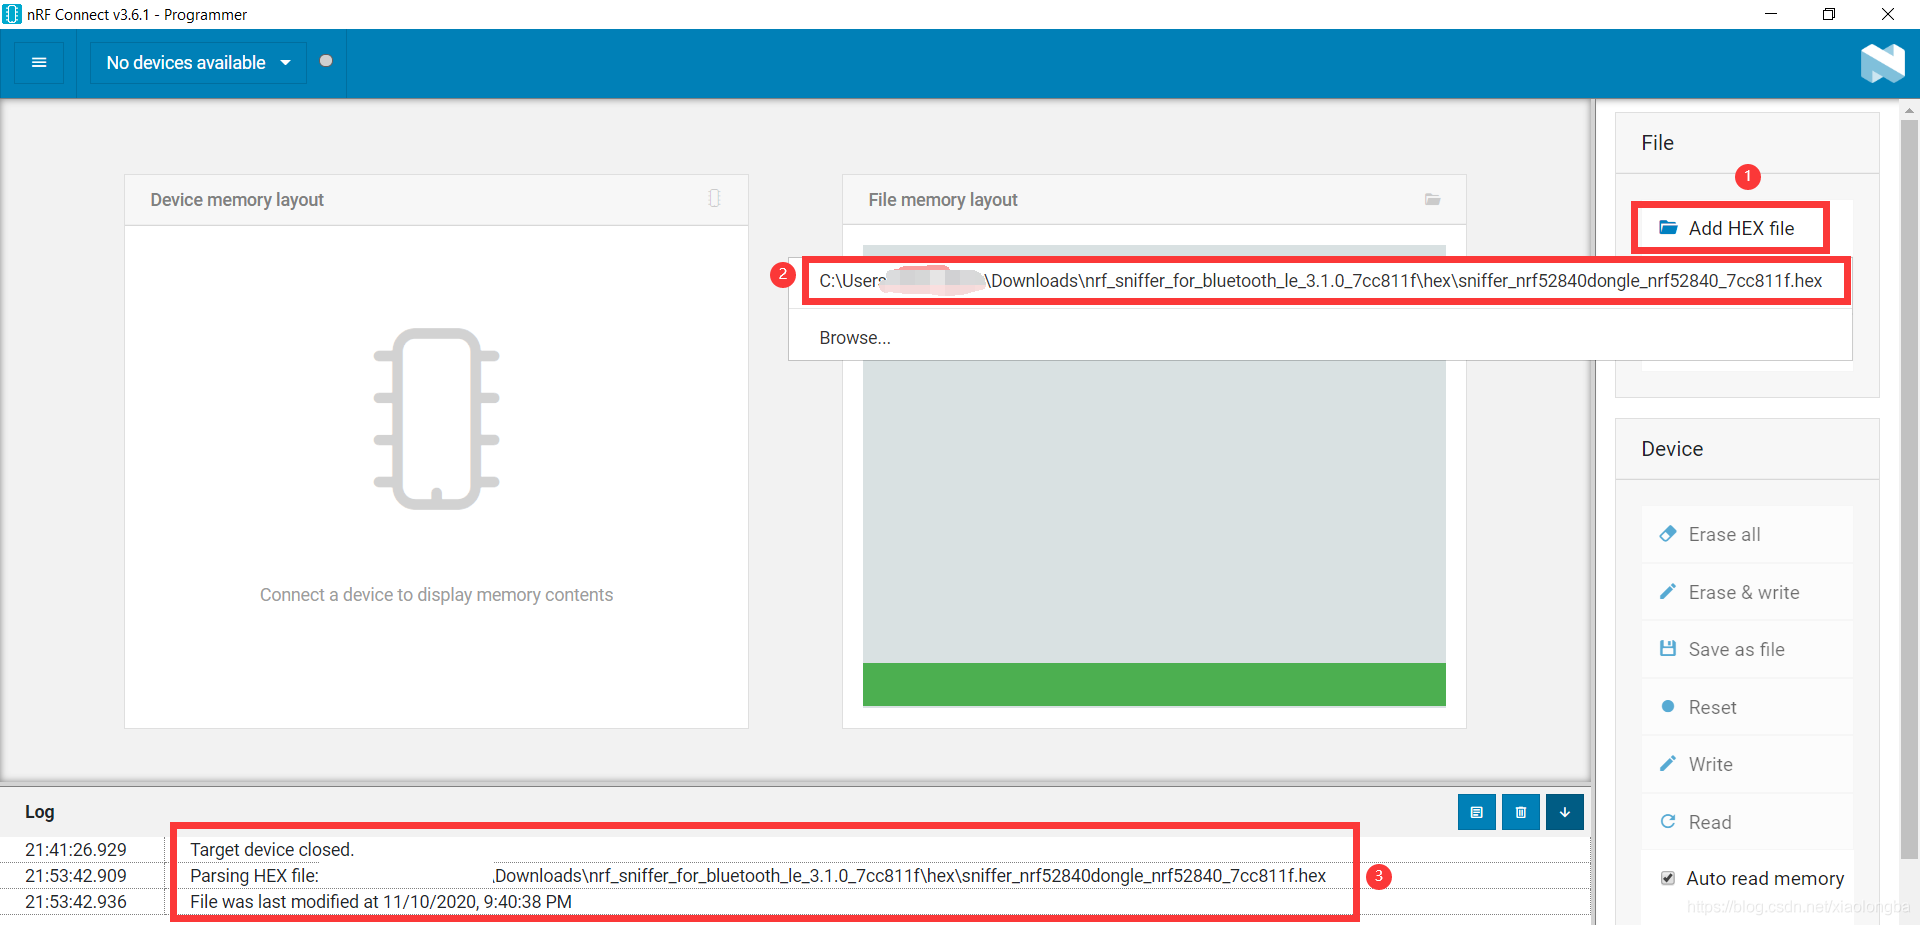 nRF Connect v3.6.1 - Programmer
No devices available
File
1
Add HEX file
Device memory layout
File memory layout
2
C:\Users \Downloads\nrf_sniffer_for_bluetooth_le_3.1.0_7cc811f\hex\sniffer_nrf52840dongle_nrf52840_7cc811f.hex
Browse...
Connect a device to display memory contents
Device
Erase all
Erase & write
Save as file
Reset
Write
Read
Auto read memory
Log
21:41:26.929 Target device closed.
21:53:42.909 Parsing HEX file: \Downloads\nrf_sniffer_for_bluetooth_le_3.1.0_7cc811f\hex\sniffer_nrf52840dongle_nrf52840_7cc811f.hex
3
21:53:42.936 File was last modified at 11/10/2020, 9:40:38 PM
https://blog.csdn.net/xiaolongba